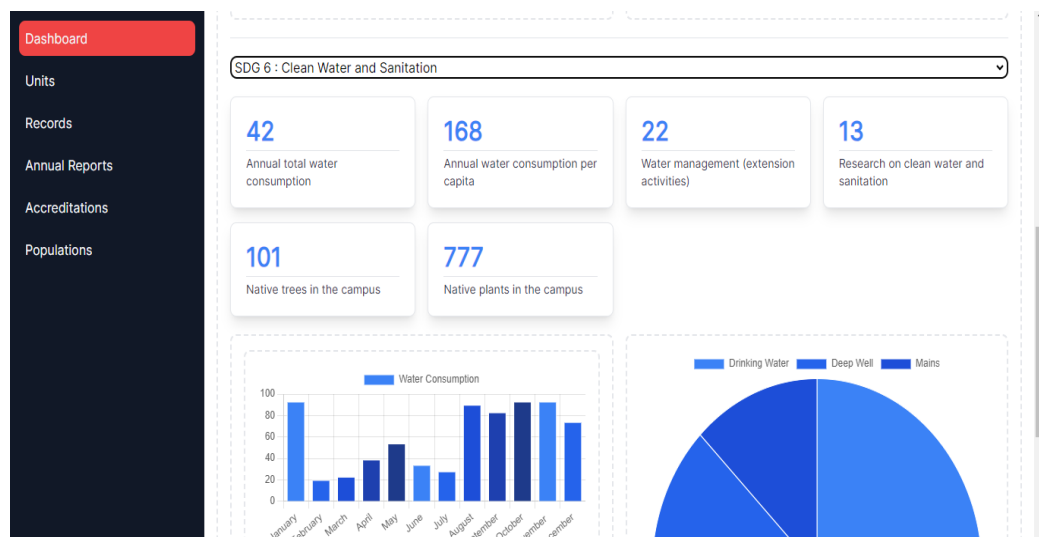 Dashboard
Units
Records
Annual Reports
Accreditations
Populations
SDG 6 : Clean Water and Sanitation
42
Annual total water
consumption
168
Annual water consumption per
capita
22
Water management (extension
activities)
13
Research on clean water and
sanitation
101
Native trees in the campus
777
Native plants in the campus
Water Consumption
100
80
60
40
20
0
January
February
March
April
May
June
July
August
October
Drinking Water
Deep Well
Mains